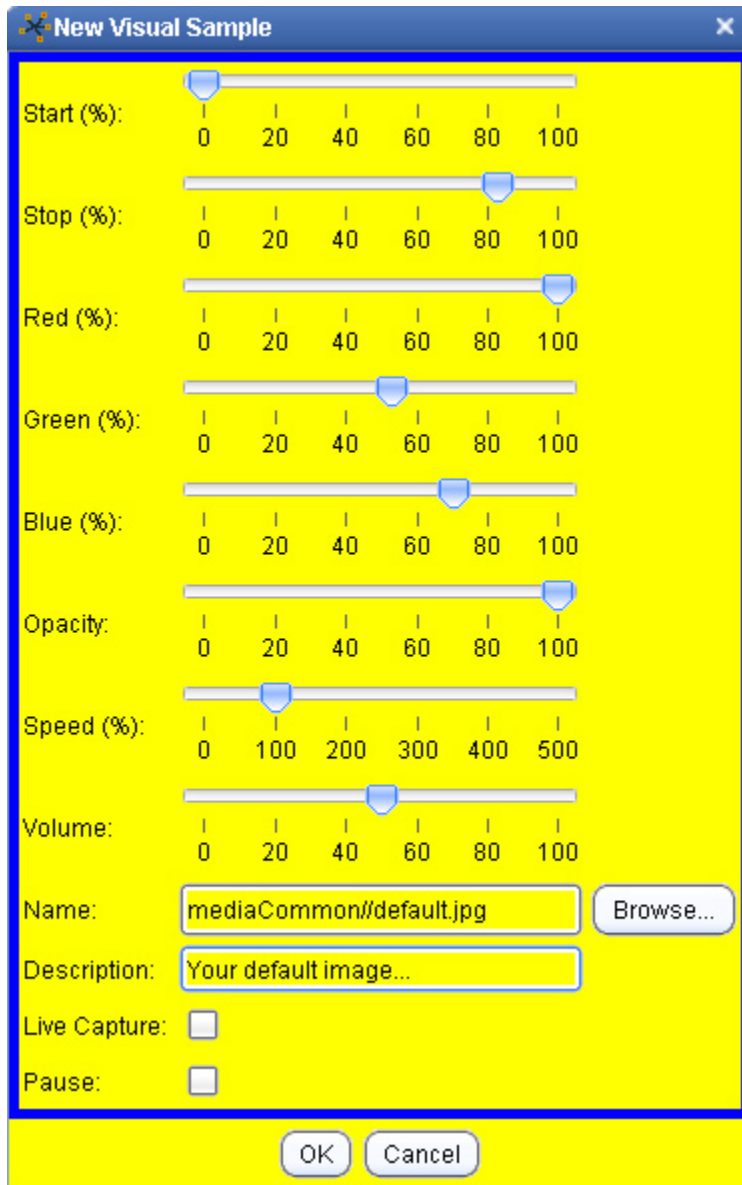 New Visual Sample
Start (%):
0 20 40 60 80 100
Stop (%):
0 20 40 60 80 100
Red (%):
0 20 40 60 80 100
Green (%):
0 20 40 60 80 100
Blue (%):
0 20 40 60 80 100
Opacity:
0 20 40 60 80 100
Speed (%):
0 100 200 300 400 500
Volume:
0 20 40 60 80 100
Name: mediaCommon//default.jpg Browse...
Description: Your default image...
Live Capture:
Pause:
OK Cancel